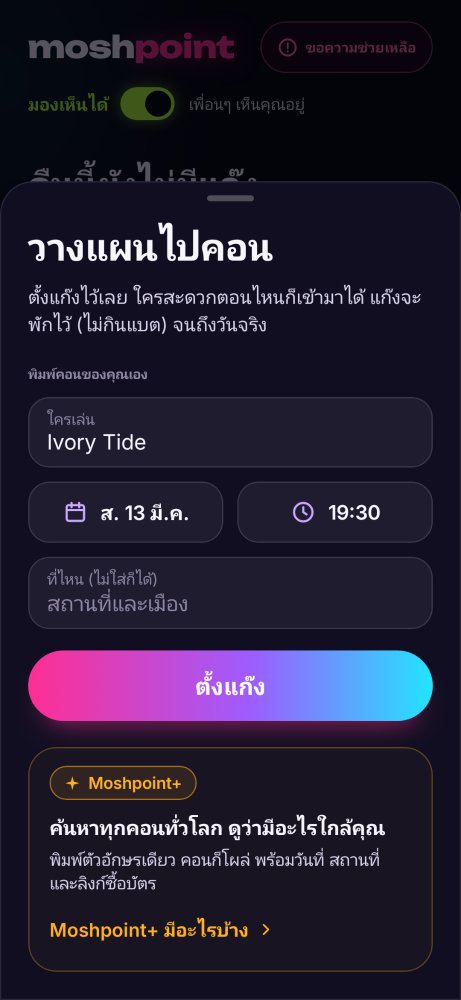 moshpoint
ขอความช่วยเหลือ
มองเห็นได้
เพื่อนๆ เห็นคุณอยู่
วางแผนไปคอน
ตั้งแก๊งไว้เลย ใครสะดวกตอนไหนก็เข้ามาได้ แก๊งจะ
พักไว้ (ไม่กินแบต) จนถึงวันจริง
พิมพ์คอนของคุณเอง
ใครเล่น
Ivory Tide
ส. 13 มี.ค.
19:30
ที่ไหน (ไม่ใส่ก็ได้)
สถานที่และเมือง
ตั้งแก๊ง
Moshpoint+
ค้นหาทุกคอนทั่วโลก ดูว่ามีอะไรใกล้คุณ
พิมพ์ตัวอักษรเดียว คอนก็โผล่ พร้อมวันที่ สถานที่
และลิงก์ซื้อบัตร
Moshpoint+ มีอะไรบ้าง